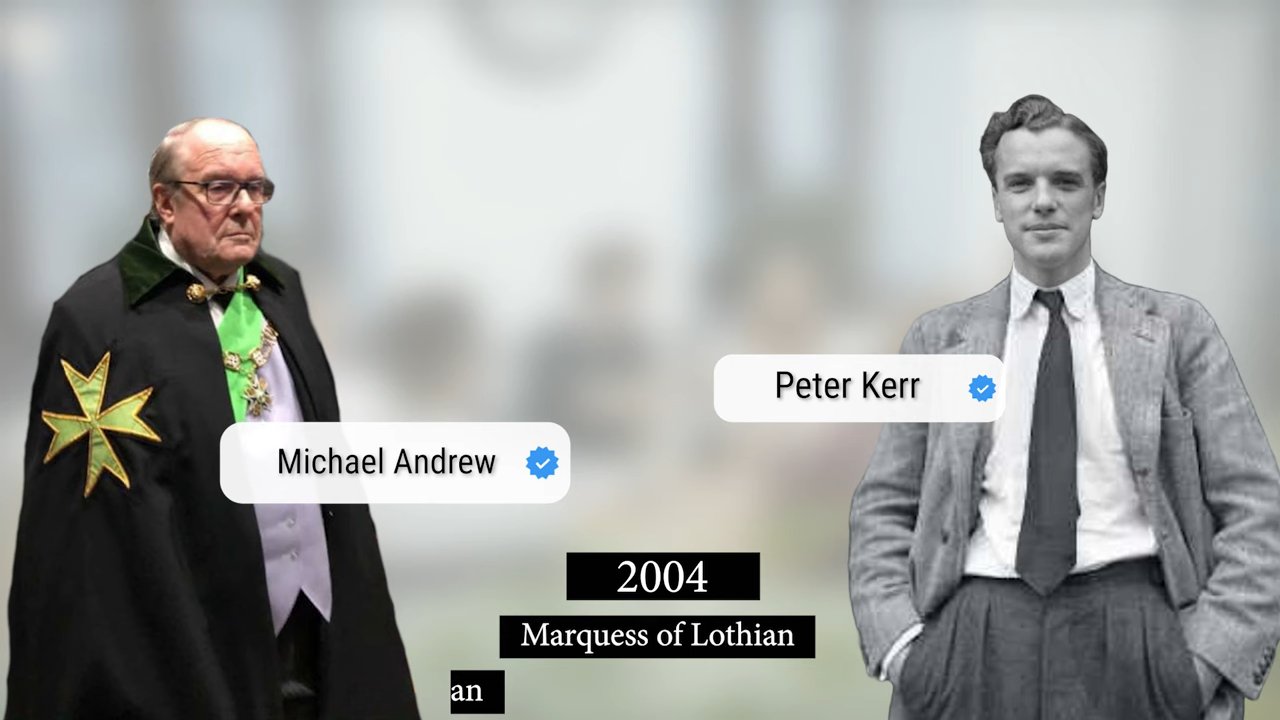 Peter Kerr
Michael Andrew
2004
Marquess of Lothian
an